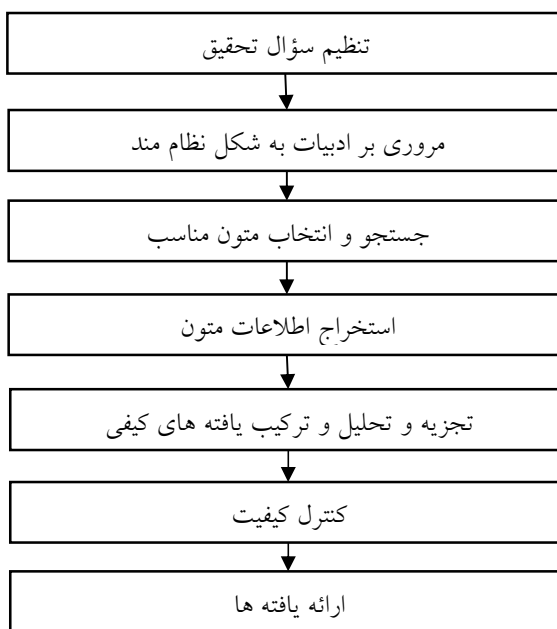 تنظیم سؤال تحقیق
مروری بر ادبیات به شکل نظام مند
جستجو و انتخاب متون مناسب
استخراج اطلاعات متون
تجزیه و تحلیل و ترکیب یافته های کیفی
کنترل کیفیت
ارائه یافته ها